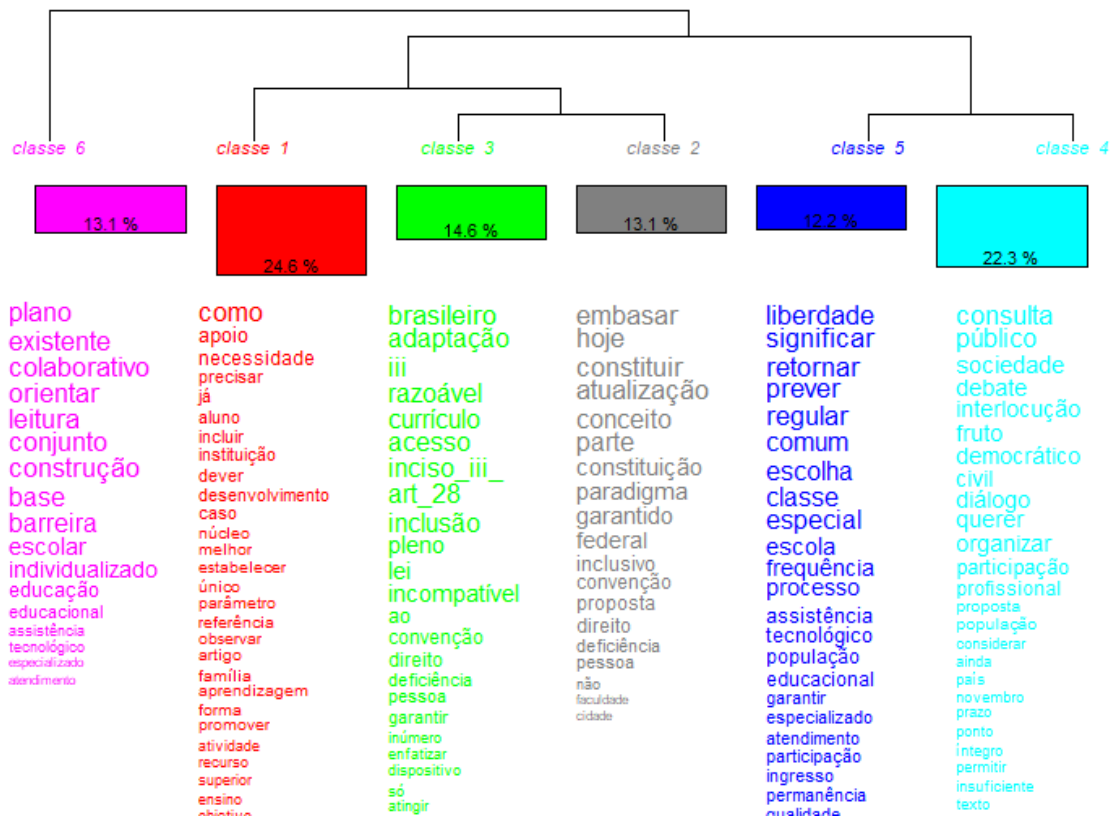 classe 6
classe 1
classe 3
classe 2
classe 5
classe 4
13.1 %
24.6 %
14.6 %
13.1 %
12.2 %
22.3 %
plano
existente
colaborativo
orientar
leitura
conjunto
construção
base
barreira
escolar
individualizado
educação
educacional
assistência
tecnológico
especializado
atendimento
como
apoio
necessidade
precisar
já
aluno
incluir
instituição
dever
desenvolvimento
caso
núcleo
melhor
estabelecer
único
parâmetro
referência
observar
artigo
família
aprendizagem
forma
promover
atividade
recurso
superior
ensino
objetivo
brasileiro
adaptação
iii
razoável
currículo
acesso
inciso_iii_
art_28
inclusão
pleno
lei
incompatível
ao
convenção
direito
deficiência
pessoa
garantir
inúmero
enfatizar
dispositivo
só
atingir
embasar
hoje
constituir
atualização
conceito
parte
constituição
paradigma
garantido
federal
inclusivo
convenção
proposta
direito
deficiência
pessoa
não
faculdade
cidade
liberdade
significar
retornar
prever
regular
comum
escolha
classe
especial
escola
frequência
processo
assistência
tecnológico
população
educacional
garantir
especializado
atendimento
participação
ingresso
permanência
qualidade
consulta
público
sociedade
debate
interlocução
fruto
democrático
civil
diálogo
querer
organizar
participação
profissional
proposta
população
considerar
ainda
país
novembro
prazo
ponto
íntegro
permitir
insuficiente
texto